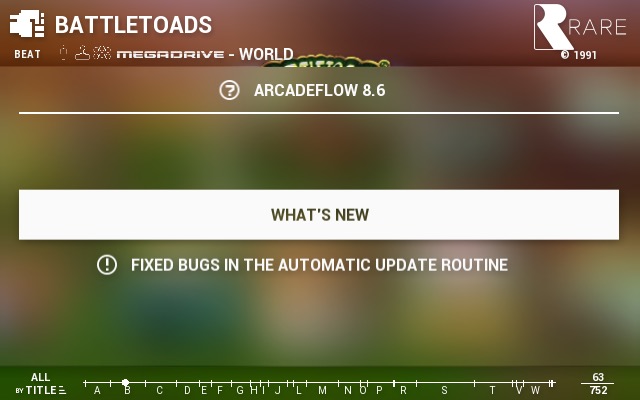 BATTLETOADS
RARE
BEAT
MEGADRIVE - WORLD
© 1991
ARCADEFLOW 8.6
WHAT'S NEW
FIXED BUGS IN THE AUTOMATIC UPDATE ROUTINE
ALL
BY TITLE
A B C D E F G H I J L M N O P R S T V W
63
752